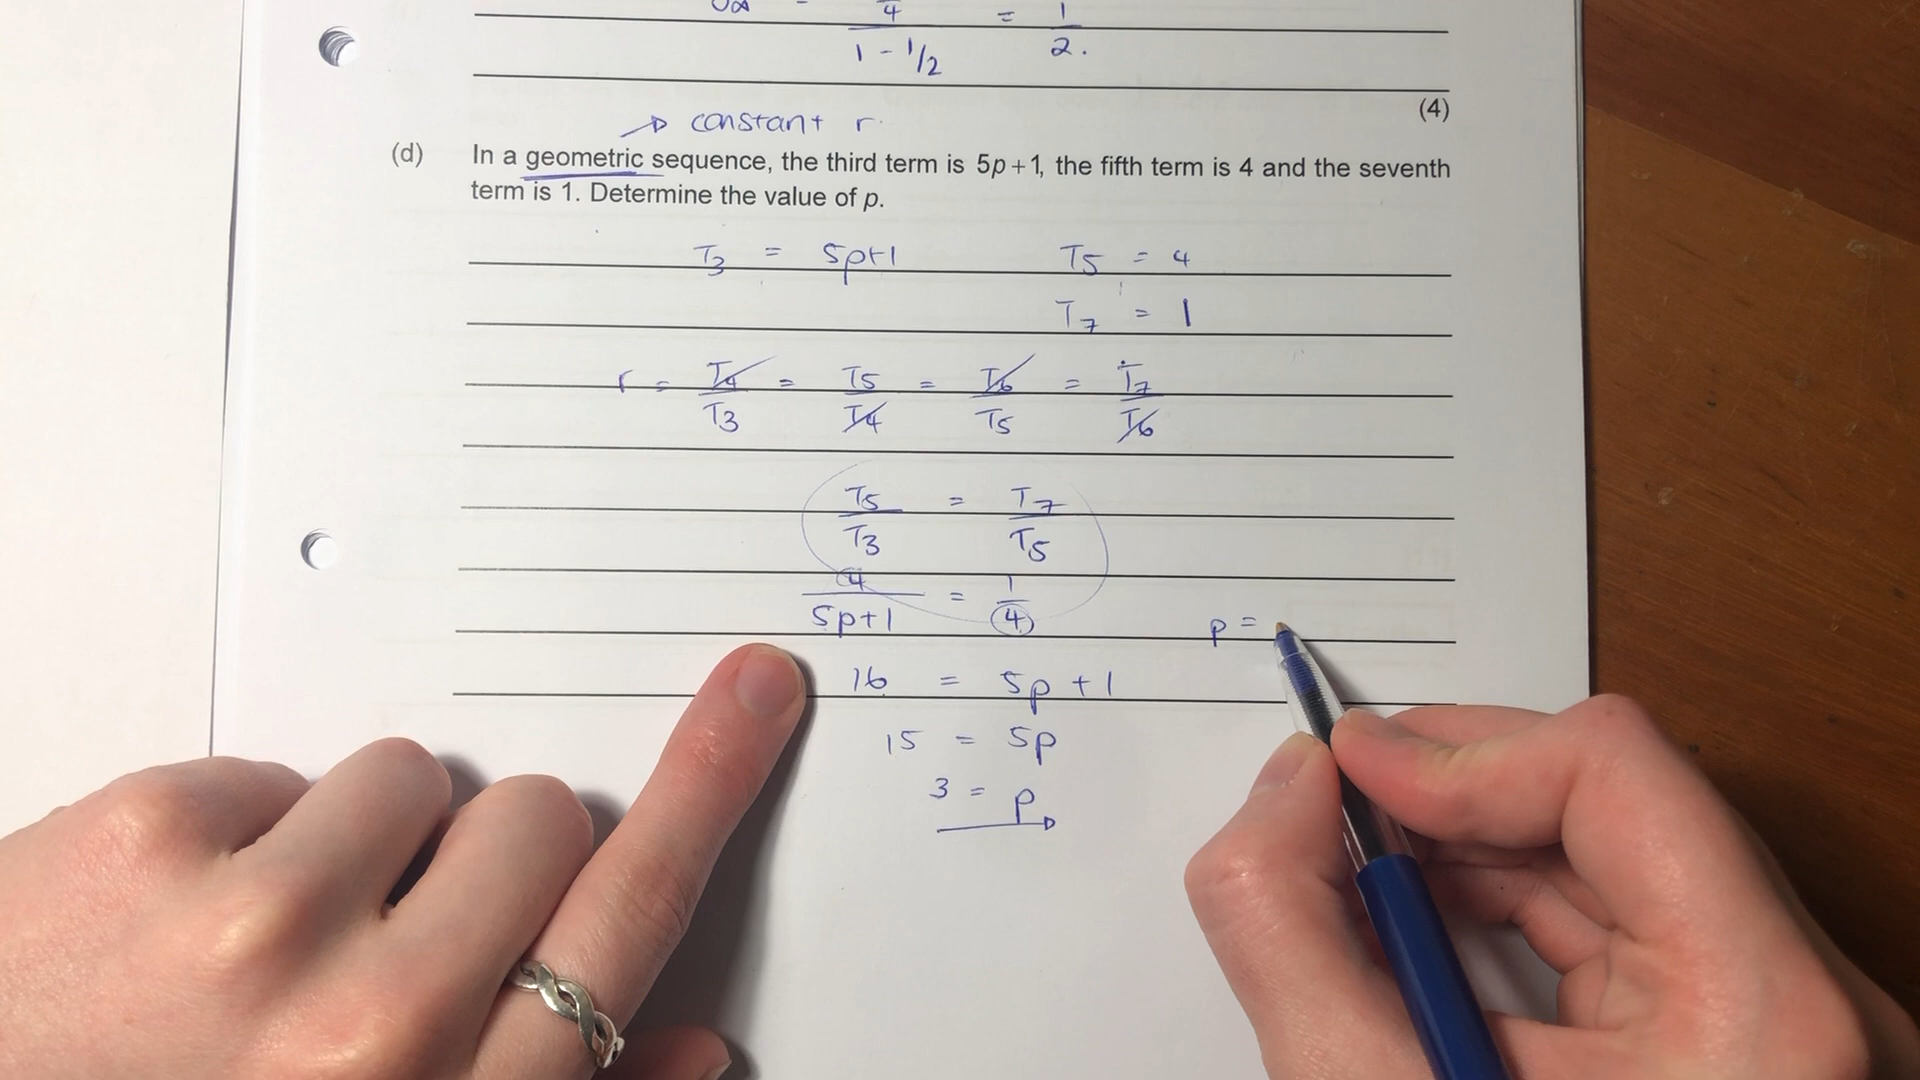 S∞ = 4 = 1
1 - 1/2 2.
(4)
→ constant r.
(d) In a geometric sequence, the third term is 5p + 1, the fifth term is 4 and the seventh
term is 1. Determine the value of p.
T3 = 5p+1 T5 = 4
T7 = 1
r = T4 = T5 = T6 = T7
T3 T4 T5 T6
T5 = T7
T3 T5
4 = 1
5p+1 4
p =
16 = 5p + 1
15 = 5p
3 = p